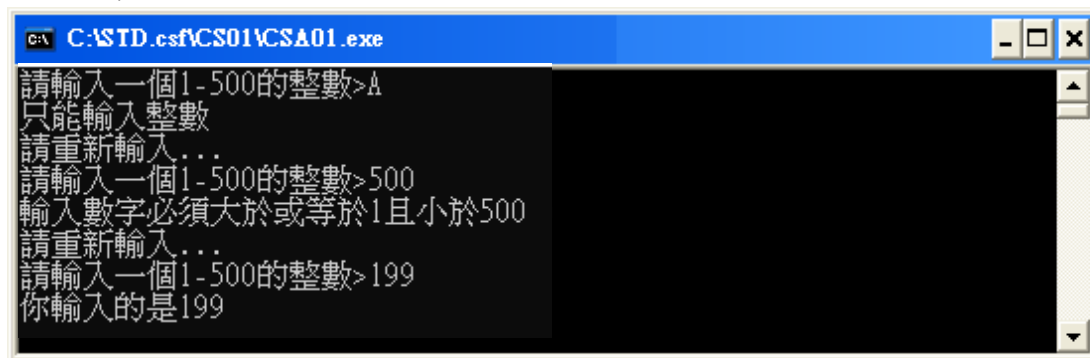 C:\STD.csf\CS01\CSA01.exe
請輸入一個1-500的整數>A
只能輸入整數
請重新輸入...
請輸入一個1-500的整數>500
輸入數字必須大於或等於1且小於500
請重新輸入...
請輸入一個1-500的整數>199
你輸入的是199